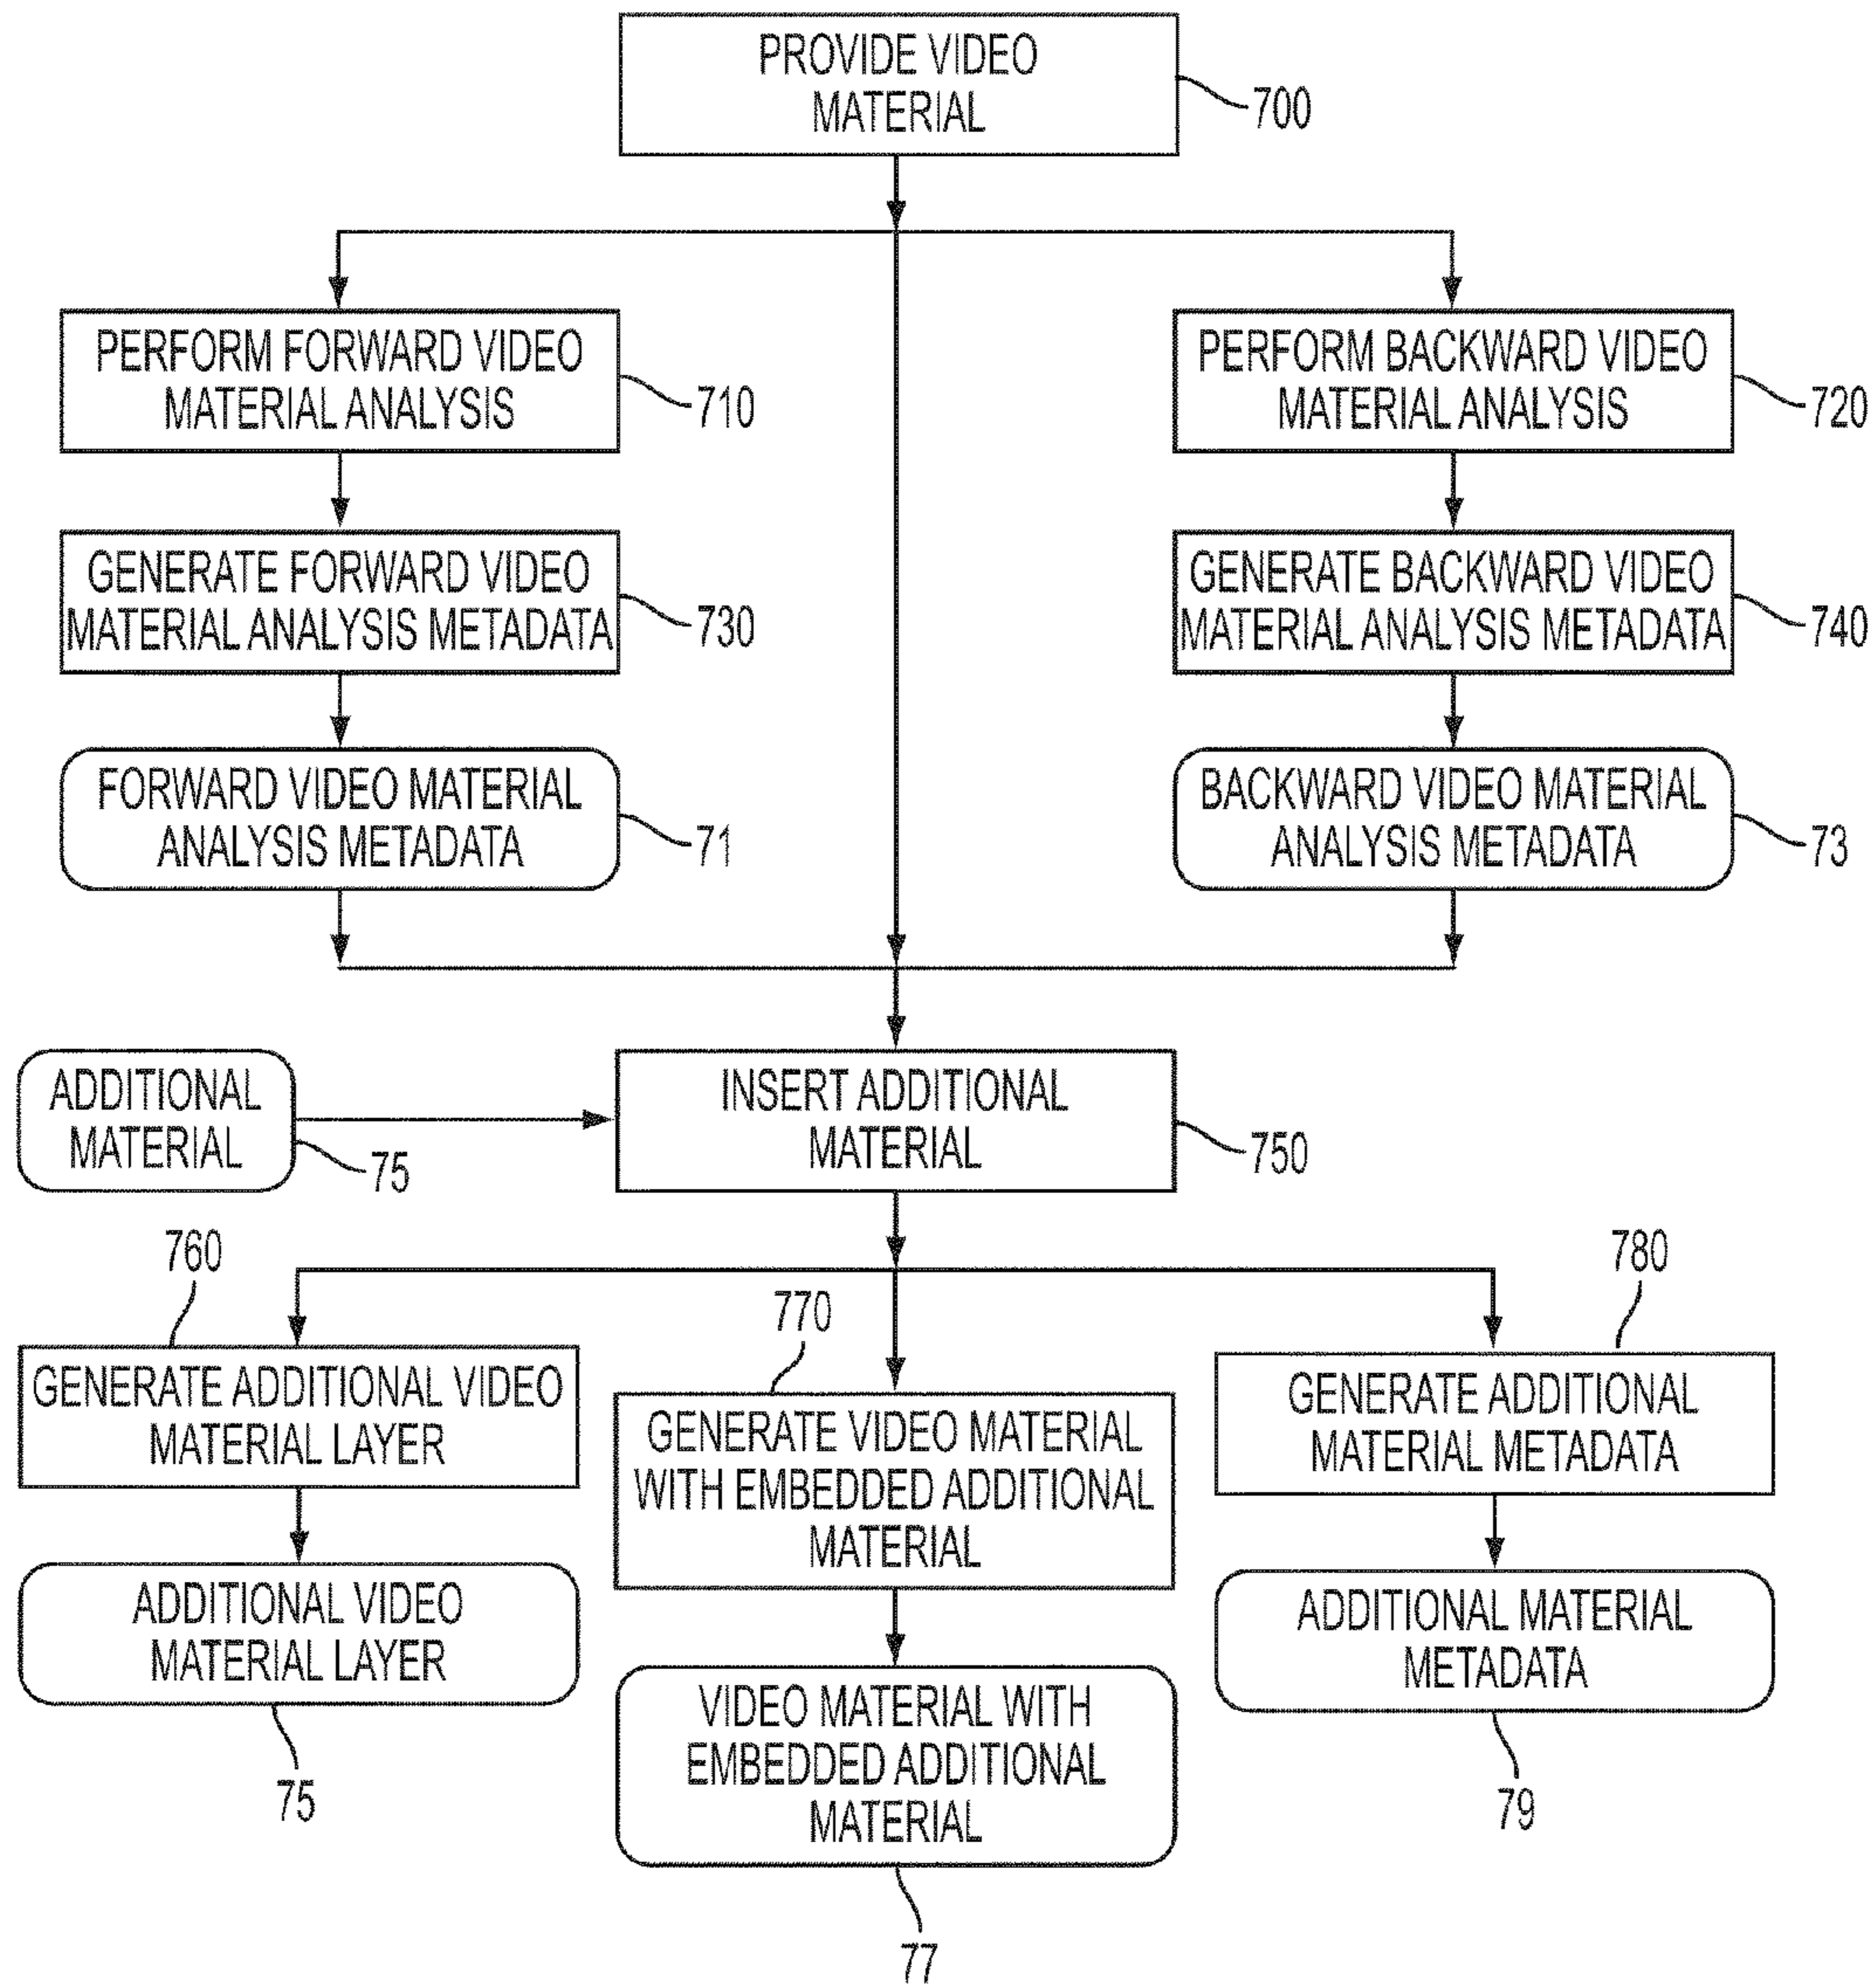 PROVIDE VIDEO
MATERIAL
700
PERFORM FORWARD VIDEO
MATERIAL ANALYSIS
710
PERFORM BACKWARD VIDEO
MATERIAL ANALYSIS
720
GENERATE FORWARD VIDEO
MATERIAL ANALYSIS METADATA
730
GENERATE BACKWARD VIDEO
MATERIAL ANALYSIS METADATA
740
FORWARD VIDEO MATERIAL
ANALYSIS METADATA
71
BACKWARD VIDEO MATERIAL
ANALYSIS METADATA
73
ADDITIONAL
MATERIAL
75
INSERT ADDITIONAL
MATERIAL
750
760
GENERATE ADDITIONAL VIDEO
MATERIAL LAYER
770
GENERATE VIDEO MATERIAL
WITH EMBEDDED ADDITIONAL
MATERIAL
780
GENERATE ADDITIONAL
MATERIAL METADATA
ADDITIONAL VIDEO
MATERIAL LAYER
75
VIDEO MATERIAL WITH
EMBEDDED ADDITIONAL
MATERIAL
77
ADDITIONAL MATERIAL
METADATA
79